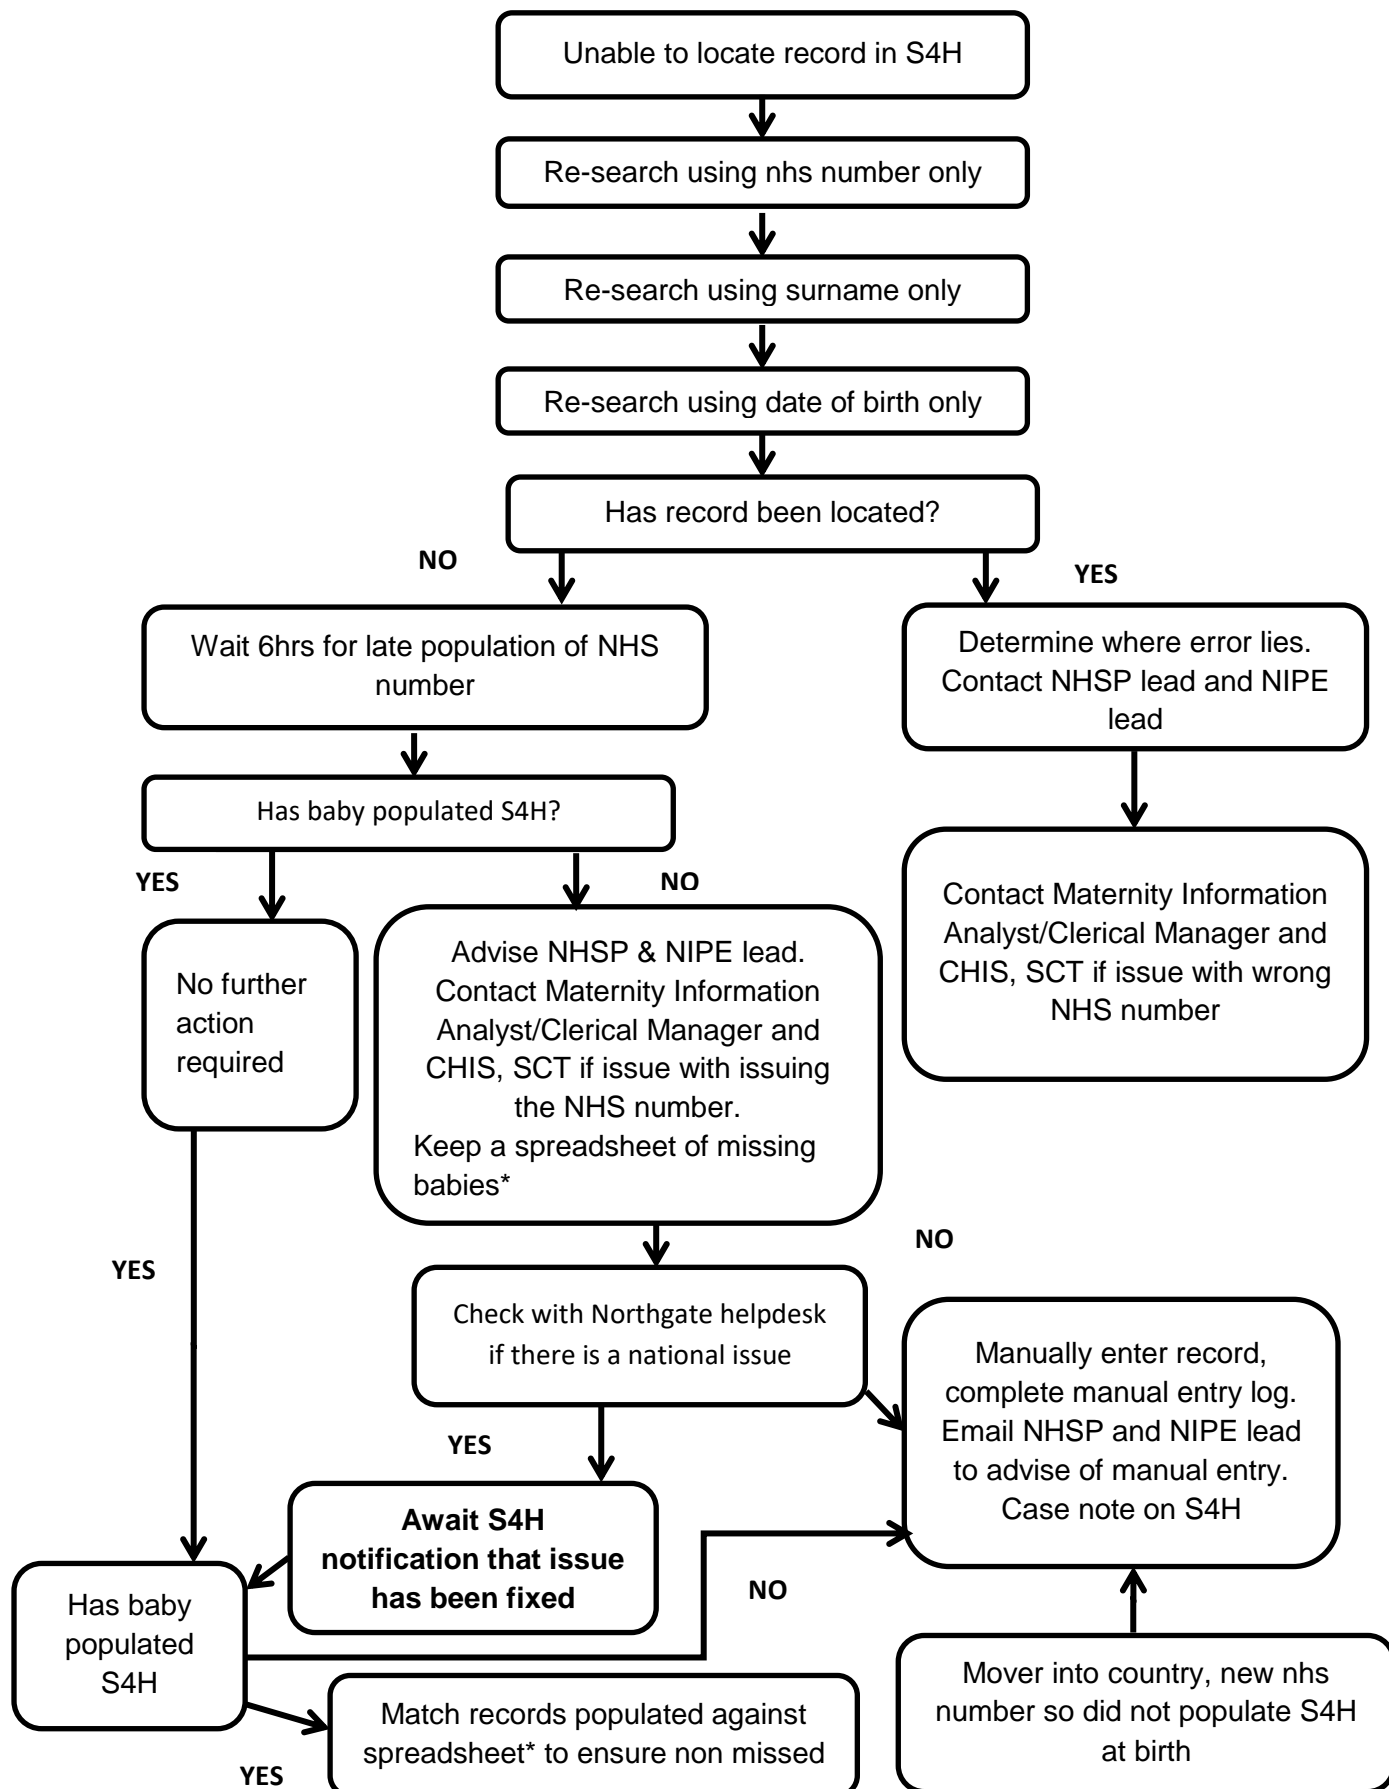 Unable to locate record in S4H
Re-search using nhs number only
Re-search using surname only
Re-search using date of birth only
Has record been located?
NO
YES
Wait 6hrs for late population of NHS
number
Determine where error lies.
Contact NHSP lead and NIPE
lead
Has baby populated S4H?
YES
NO
Contact Maternity Information
Analyst/Clerical Manager and
CHIS, SCT if issue with wrong
NHS number
No further
action
required
Advise NHSP & NIPE lead.
Contact Maternity Information
Analyst/Clerical Manager and
CHIS, SCT if issue with issuing
the NHS number.
Keep a spreadsheet of missing
babies*
NO
YES
Check with Northgate helpdesk
if there is a national issue
Manually enter record,
complete manual entry log.
Email NHSP and NIPE lead
to advise of manual entry.
Case note on S4H
YES
Await S4H
notification that issue
has been fixed
NO
Has baby
populated
S4H
Mover into country, new nhs
number so did not populate S4H
at birth
Match records populated against
spreadsheet* to ensure non missed
YES